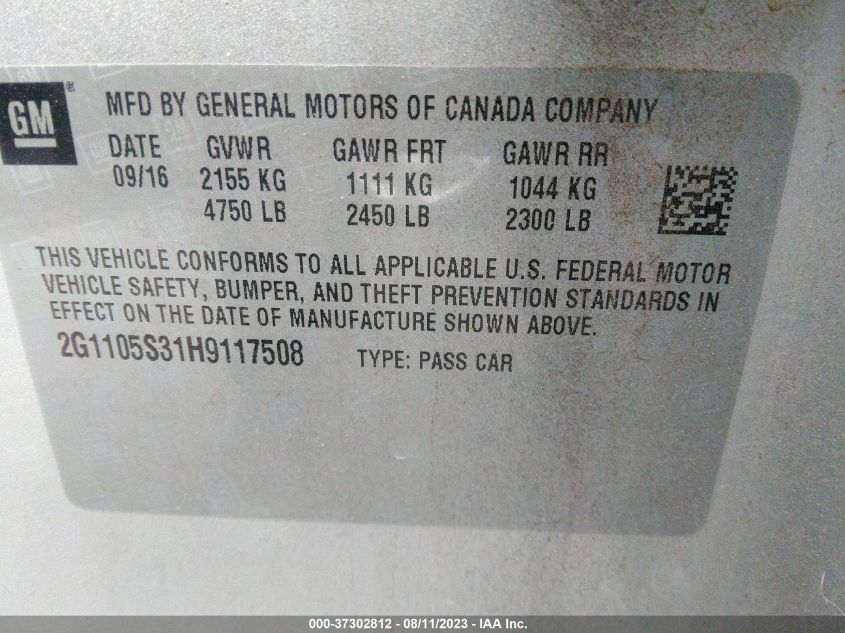 GM ®
MFD BY GENERAL MOTORS OF CANADA COMPANY
DATE GVWR GAWR FRT GAWR RR
09/16 2155 KG 1111 KG 1044 KG
4750 LB 2450 LB 2300 LB
THIS VEHICLE CONFORMS TO ALL APPLICABLE U.S. FEDERAL MOTOR
VEHICLE SAFETY, BUMPER, AND THEFT PREVENTION STANDARDS IN
EFFECT ON THE DATE OF MANUFACTURE SHOWN ABOVE.
2G1105S31H9117508 TYPE: PASS CAR
000-37302812 - 08/11/2023 - IAA Inc.